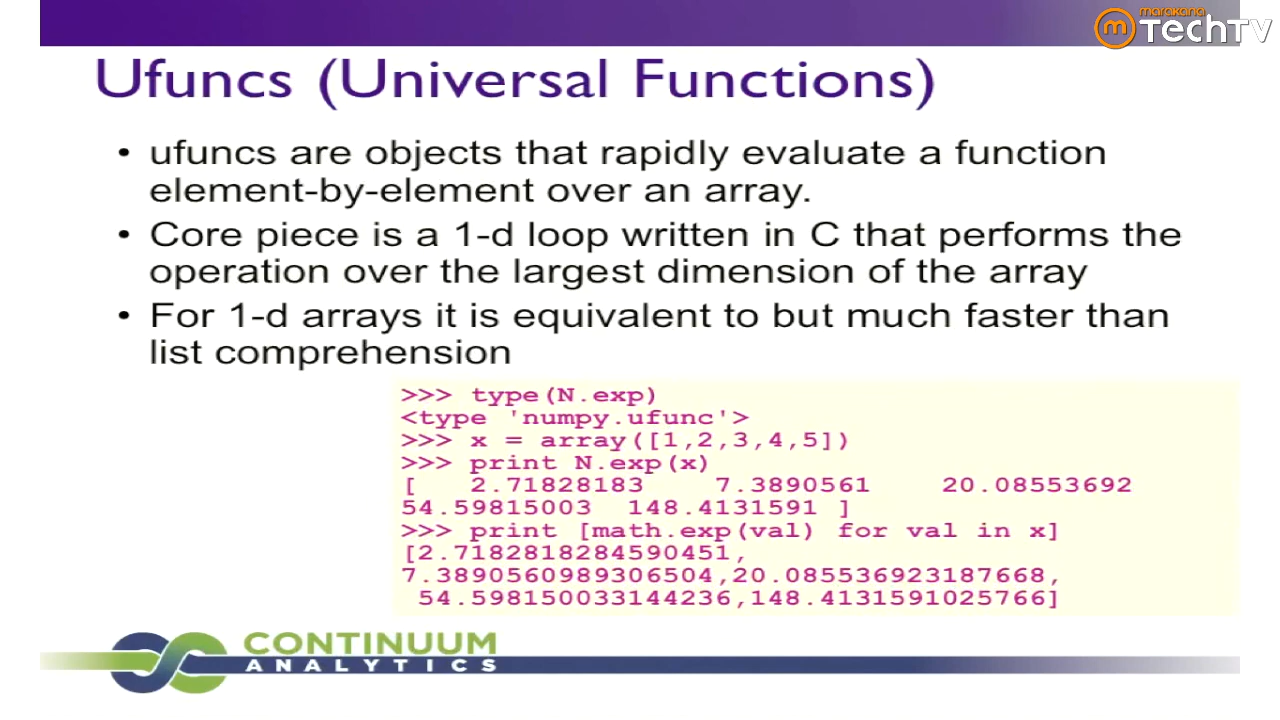 marakana
m TechTV
Ufuncs (Universal Functions)
• ufuncs are objects that rapidly evaluate a function
element-by-element over an array.
• Core piece is a 1-d loop written in C that performs the
operation over the largest dimension of the array
• For 1-d arrays it is equivalent to but much faster than
list comprehension
>>> type(N.exp)
<type 'numpy.ufunc'>
>>> x = array([1,2,3,4,5])
>>> print N.exp(x)
[ 2.71828183 7.3890561 20.08553692
54.59815003 148.4131591 ]
>>> print [math.exp(val) for val in x]
[2.7182818284590451,
7.3890560989306504,20.085536923187668,
54.598150033144236,148.4131591025766]
CONTINUUM
ANALYTICS